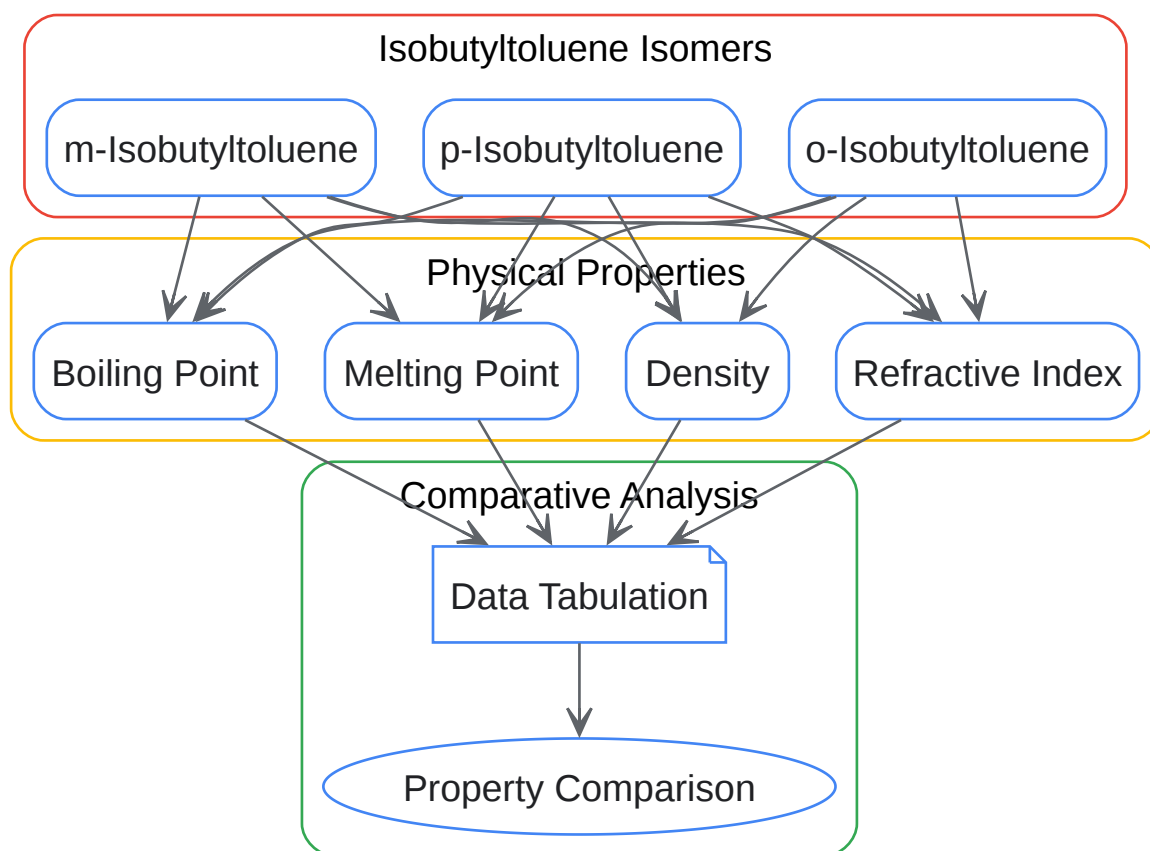 Isobutyltoluene Isomers
m-Isobutyltoluene
p-Isobutyltoluene
o-Isobutyltoluene
Physical Properties
Boiling Point
Melting Point
Density
Refractive Index
Comparative Analysis
Data Tabulation
Property Comparison